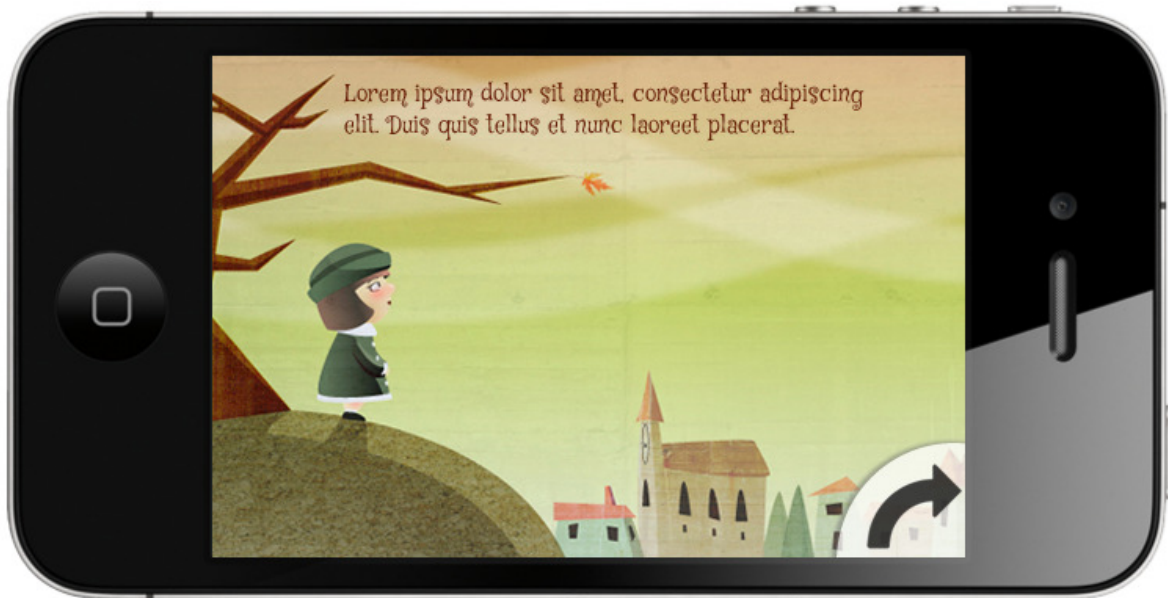 Lorem ipsum dolor sit amet, consectetur adipiscing
elit. Duis quis tellus et nunc laoreet placerat.